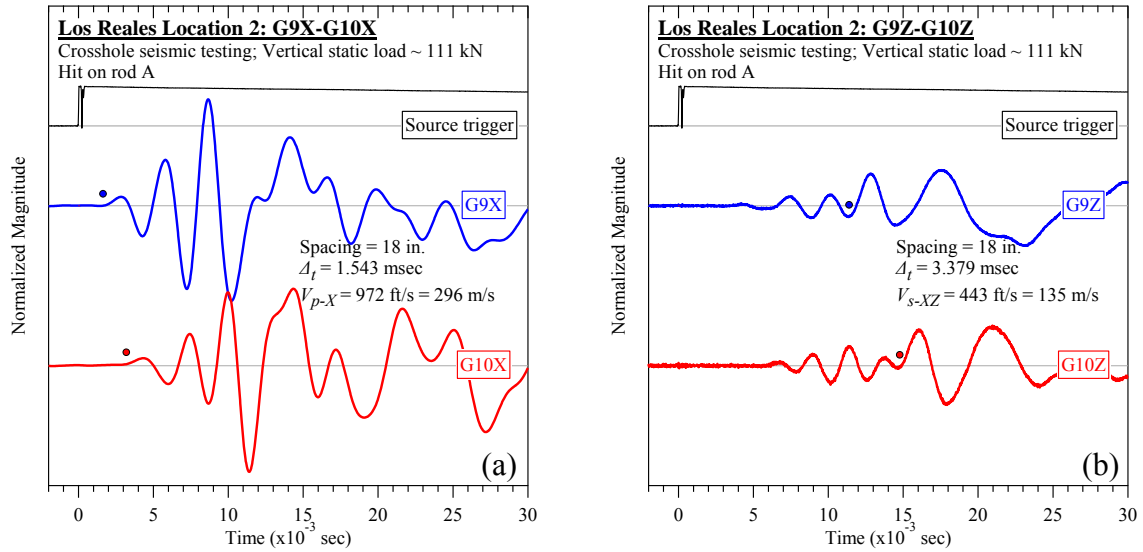 Los Reales Location 2: G9X-G10X
Crosshole seismic testing; Vertical static load ~ 111 kN
Hit on rod A
Source trigger
G9X
Spacing = 18 in.
Δt = 1.543 msec
Vp-X = 972 ft/s = 296 m/s
G10X
(a)
Normalized Magnitude
0 5 10 15 20 25 30
Time (x10^-3 sec)
Los Reales Location 2: G9Z-G10Z
Crosshole seismic testing; Vertical static load ~ 111 kN
Hit on rod A
Source trigger
G9Z
Spacing = 18 in.
Δt = 3.379 msec
Vs-XZ = 443 ft/s = 135 m/s
G10Z
(b)
Normalized Magnitude
0 5 10 15 20 25 30
Time (x10^-3 sec)